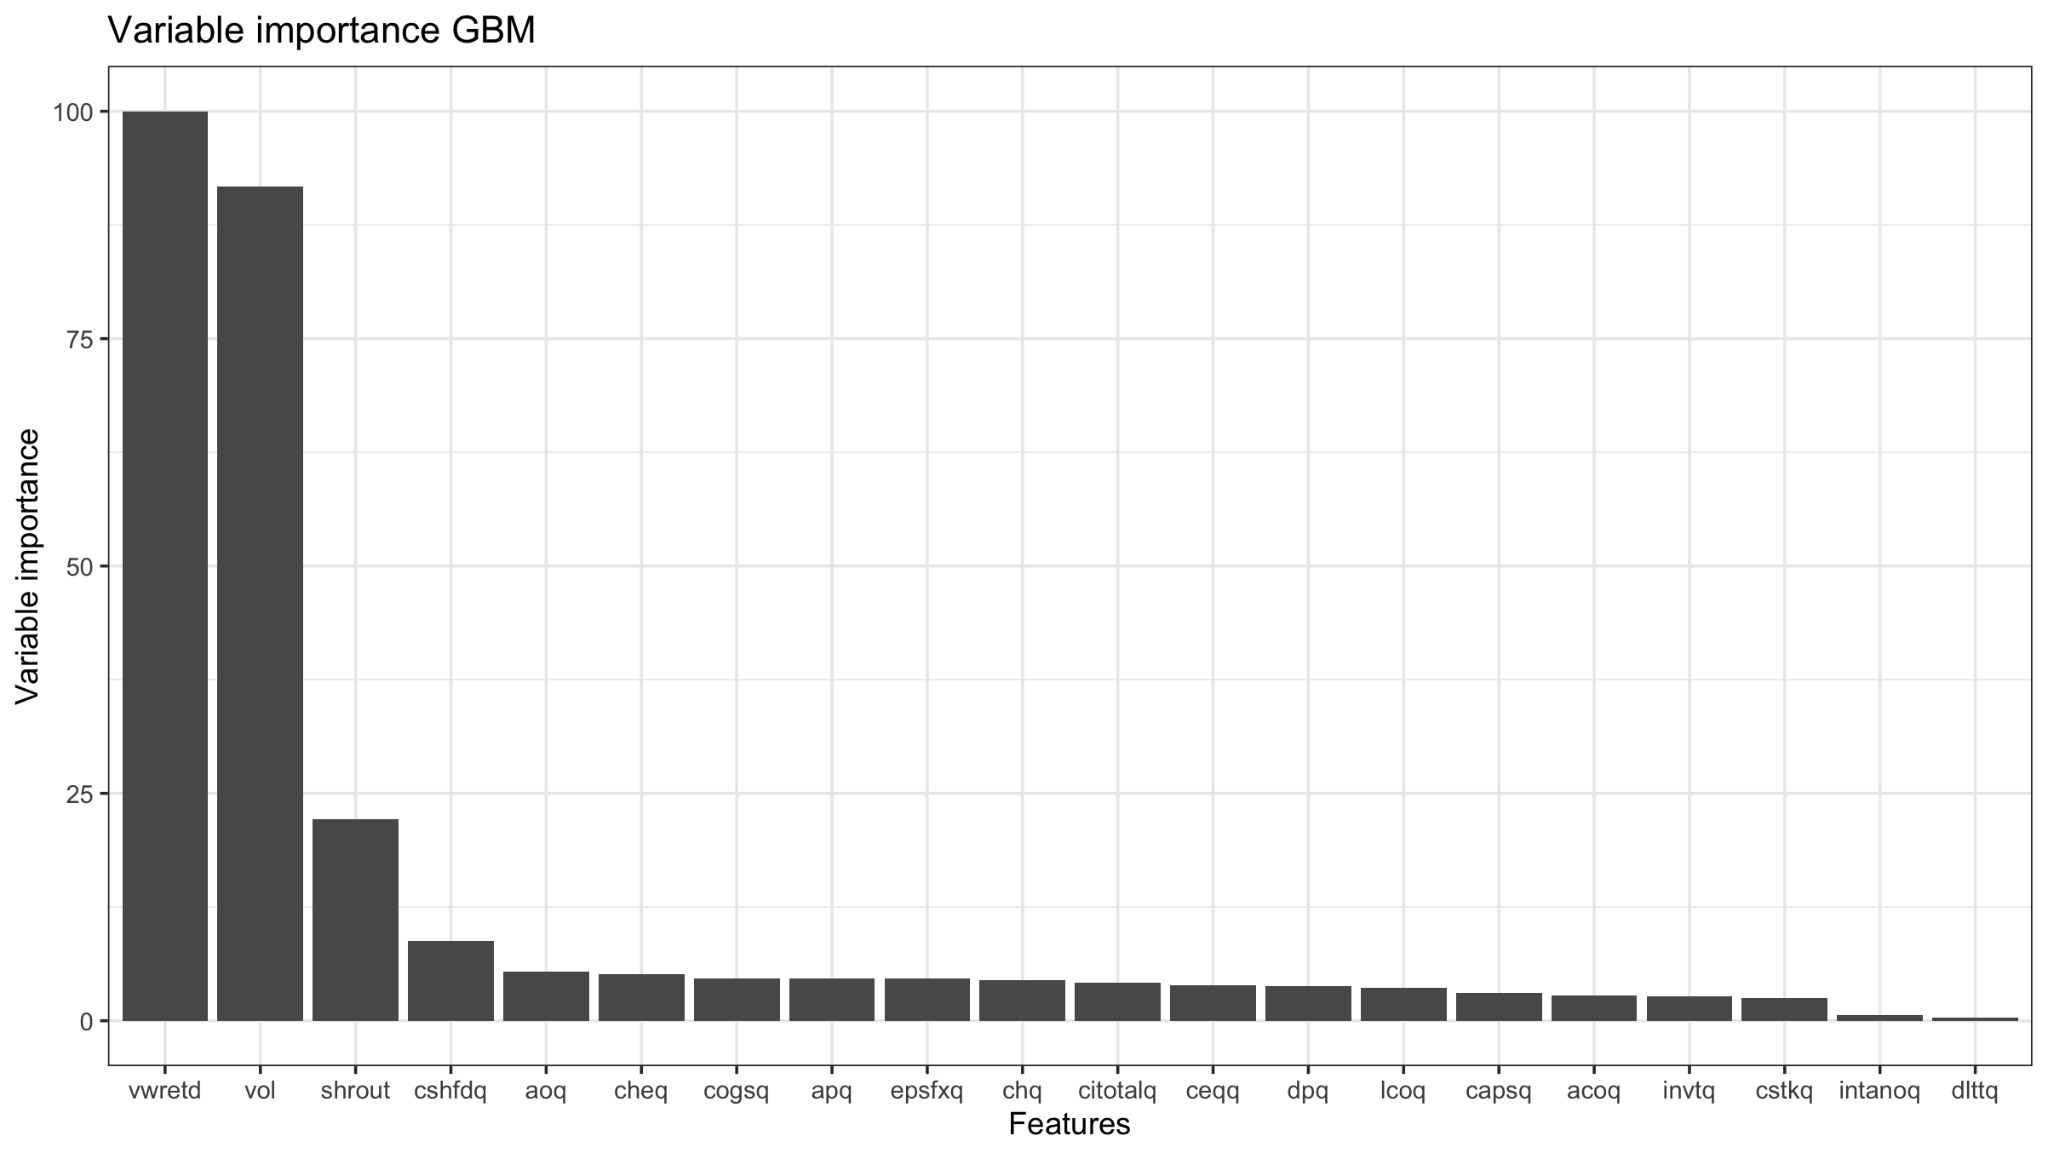 Variable importance GBM
Variable importance
100
75
50
25
0
vwretd vol shrout cshfdq aoq cheq cogsq apq epsfxq chq citotalq ceqq dpq lcoq capsq acoq invtq cstkq intanoq dlttq
Features